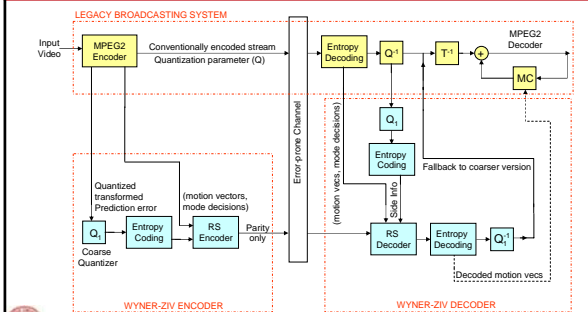 LEGACY BROADCASTING SYSTEM
Input
Video
MPEG2
Encoder
Conventionally encoded stream
Quantization parameter (Q)
Entropy
Decoding
Q-1
T-1
+
MPEG2
Decoder
MC
Error-prone Channel
Q1
Entropy
Coding
Fallback to coarser version
(motion vecs, mode decisions)
Side Info
Quantized
transformed
Prediction error
(motion vectors,
mode decisions)
Q1
Coarse
Quantizer
Entropy
Coding
RS
Encoder
Parity
only
RS
Decoder
Entropy
Decoding
Q1-1
Decoded motion vecs
WYNER-ZIV ENCODER
WYNER-ZIV DECODER